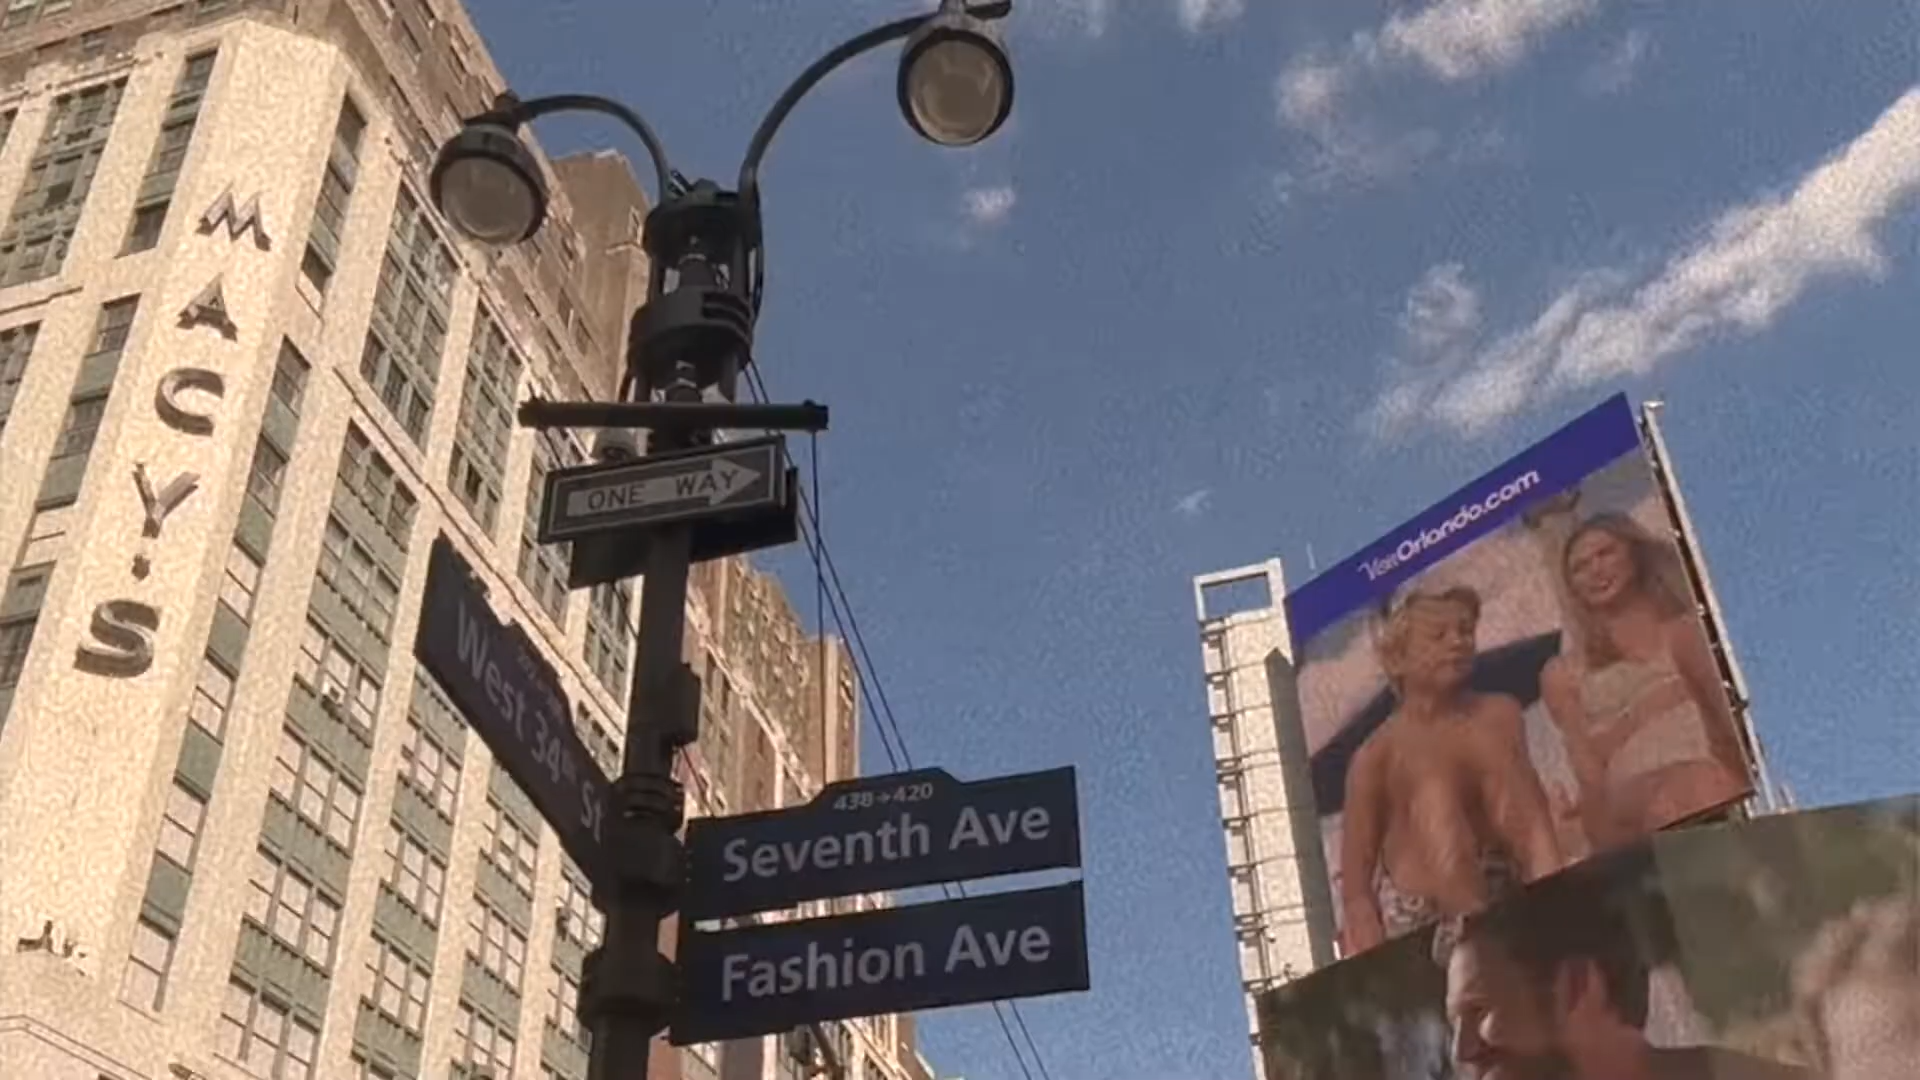 MACY'S
ONE WAY
West 34th St
438→420
Seventh Ave
Fashion Ave
VisitOrlando.com